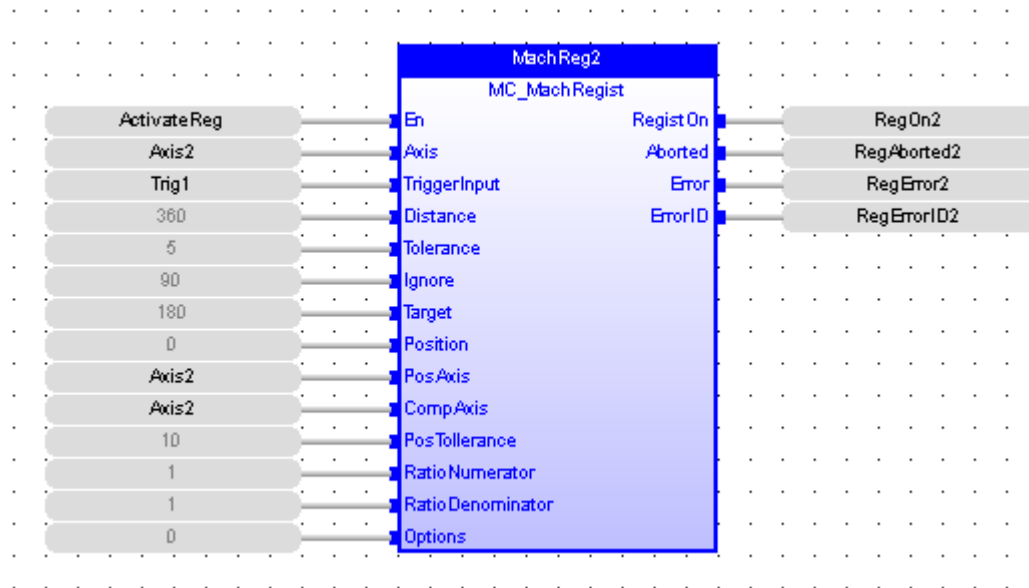 MachReg2
MC_MachRegist
ActivateReg En RegistOn RegOn2
Axis2 Axis Aborted RegAborted2
Trig1 TriggerInput Error RegError2
360 Distance ErrorID RegErrorID2
5 Tolerance
90 Ignore
180 Target
0 Position
Axis2 PosAxis
Axis2 CompAxis
10 PosTollerance
1 RatioNumerator
1 RatioDenominator
0 Options